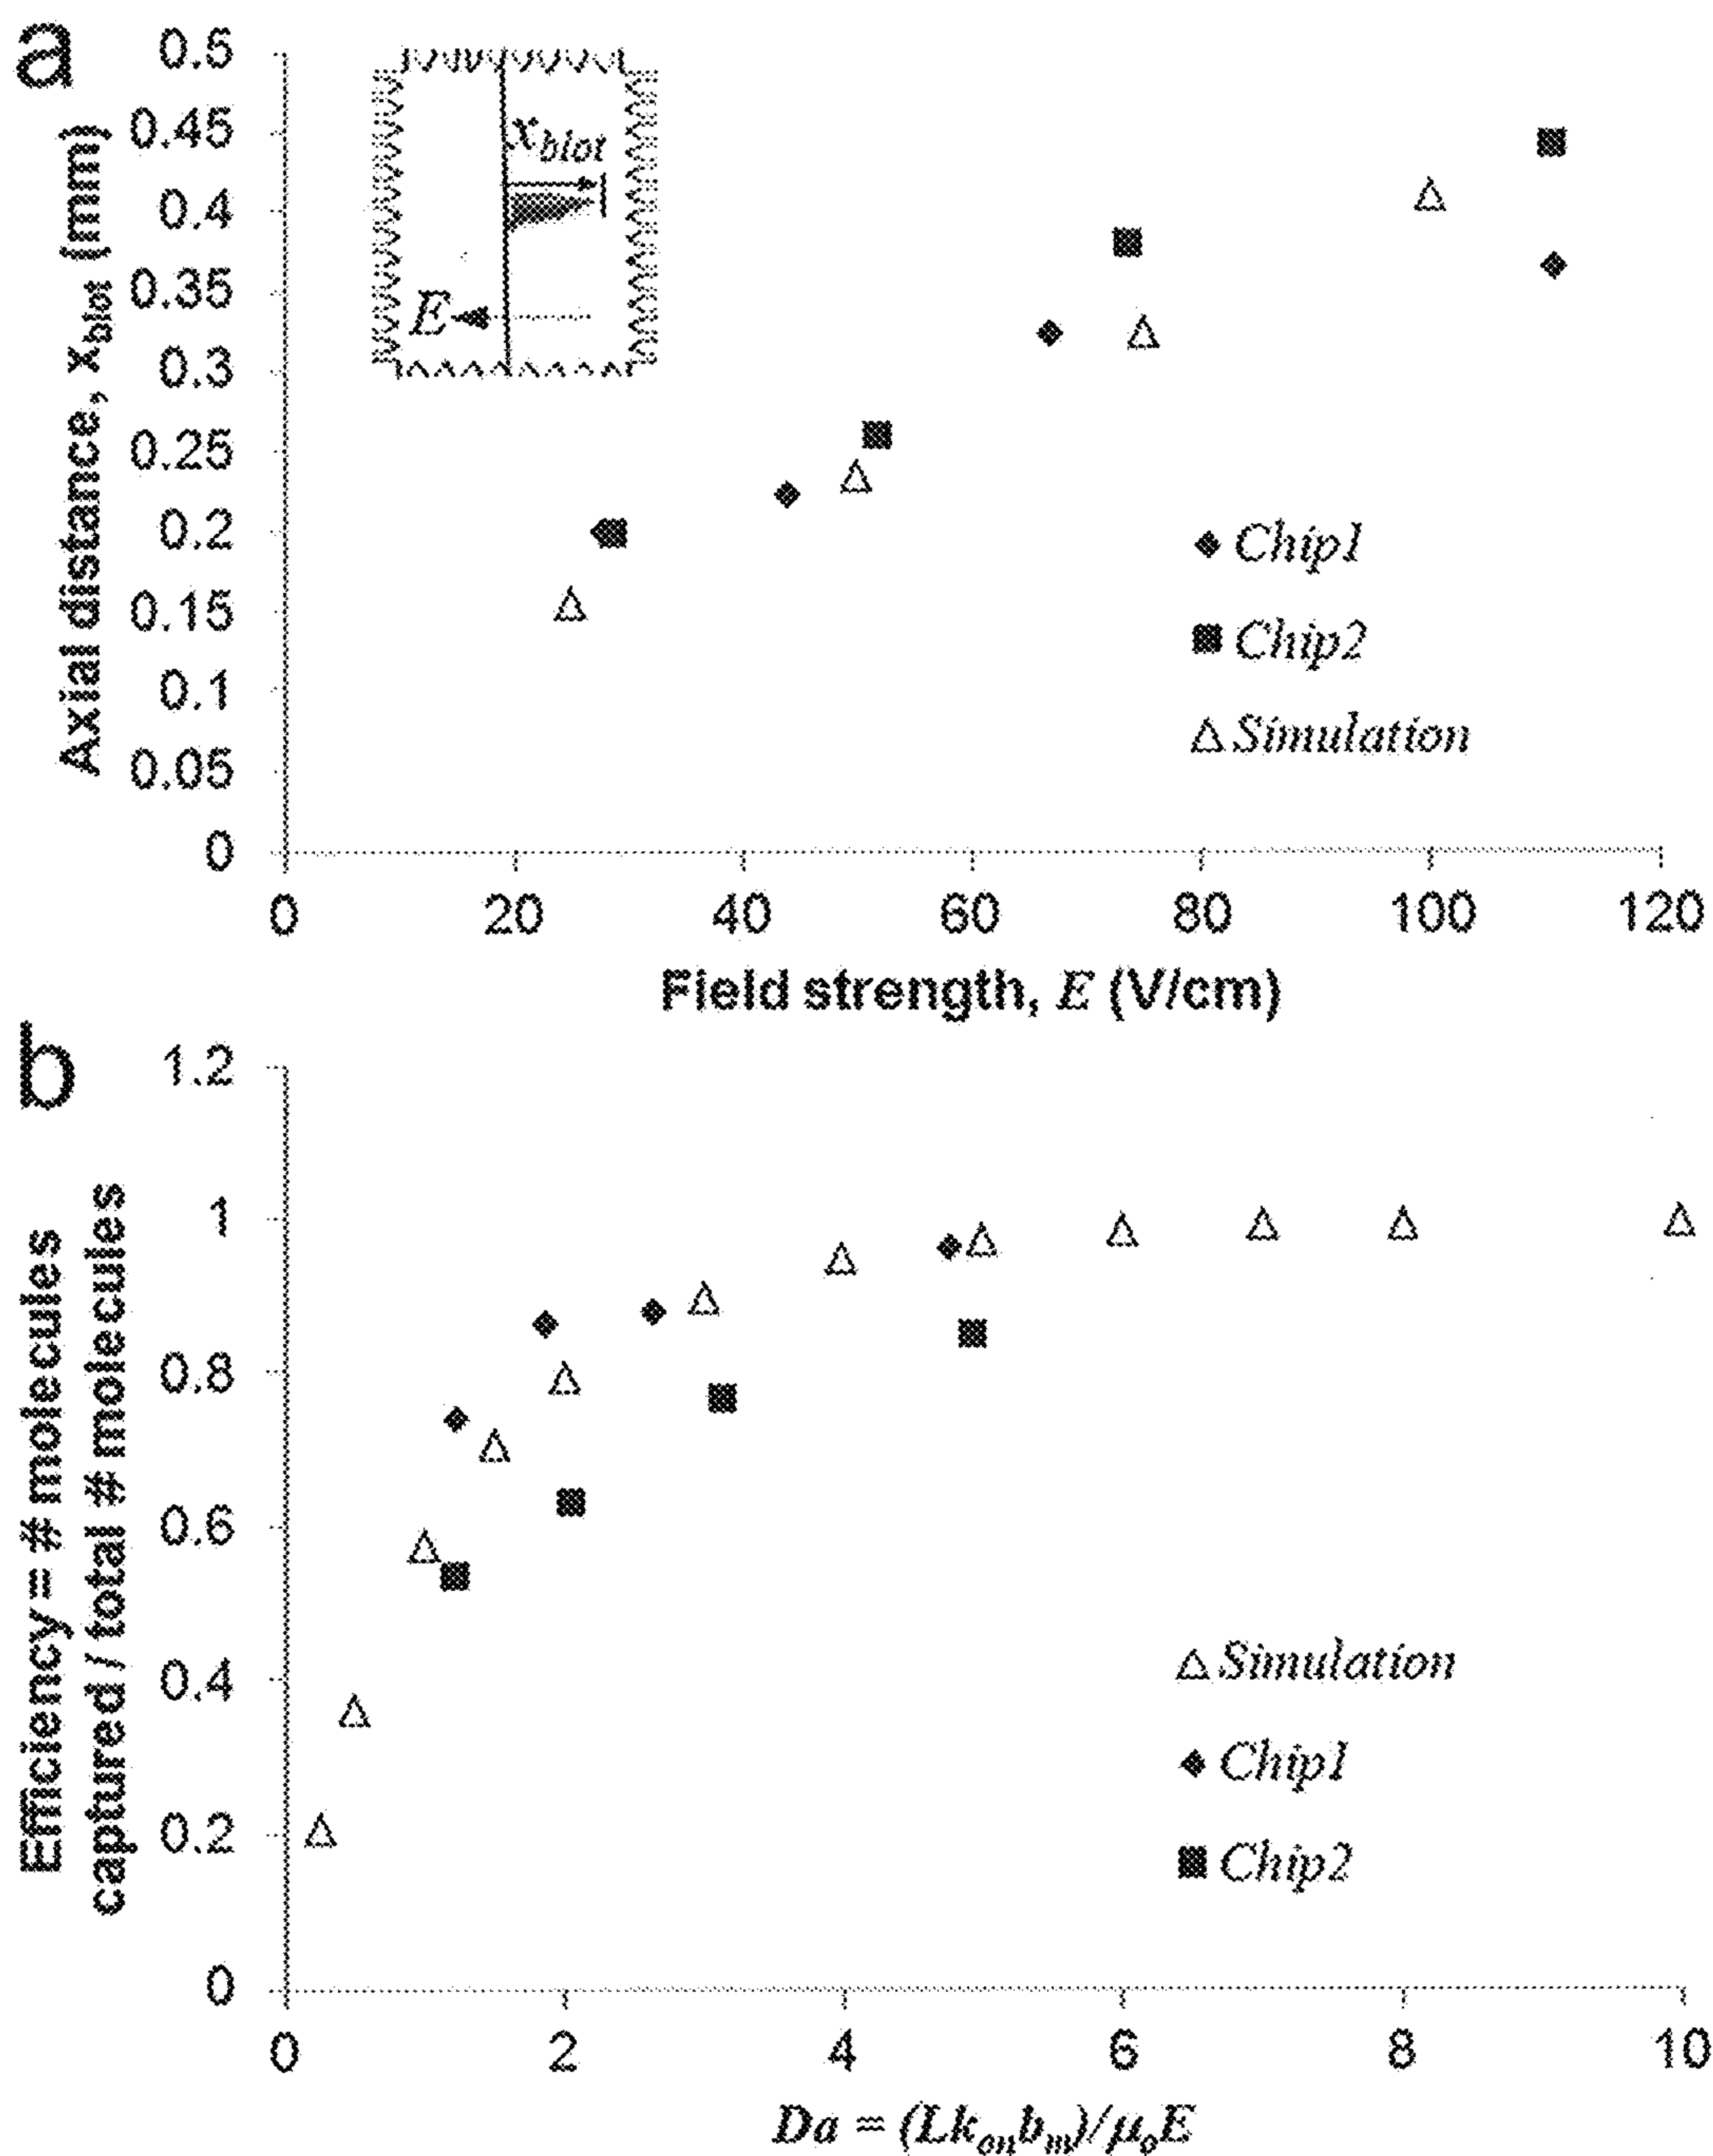 a
Axial distance, x_blot (mm)
0.5
0.45
0.4
0.35
0.3
0.25
0.2
0.15
0.1
0.05
0
x_blot
E
Chip1
Chip2
Simulation
0 20 40 60 80 100 120
Field strength, E (V/cm)
b
Efficiency = # molecules
captured / total # molecules
1.2
1
0.8
0.6
0.4
0.2
0
Simulation
Chip1
Chip2
0 2 4 6 8 10
Da = (Lk_on b_m)/μ_o E